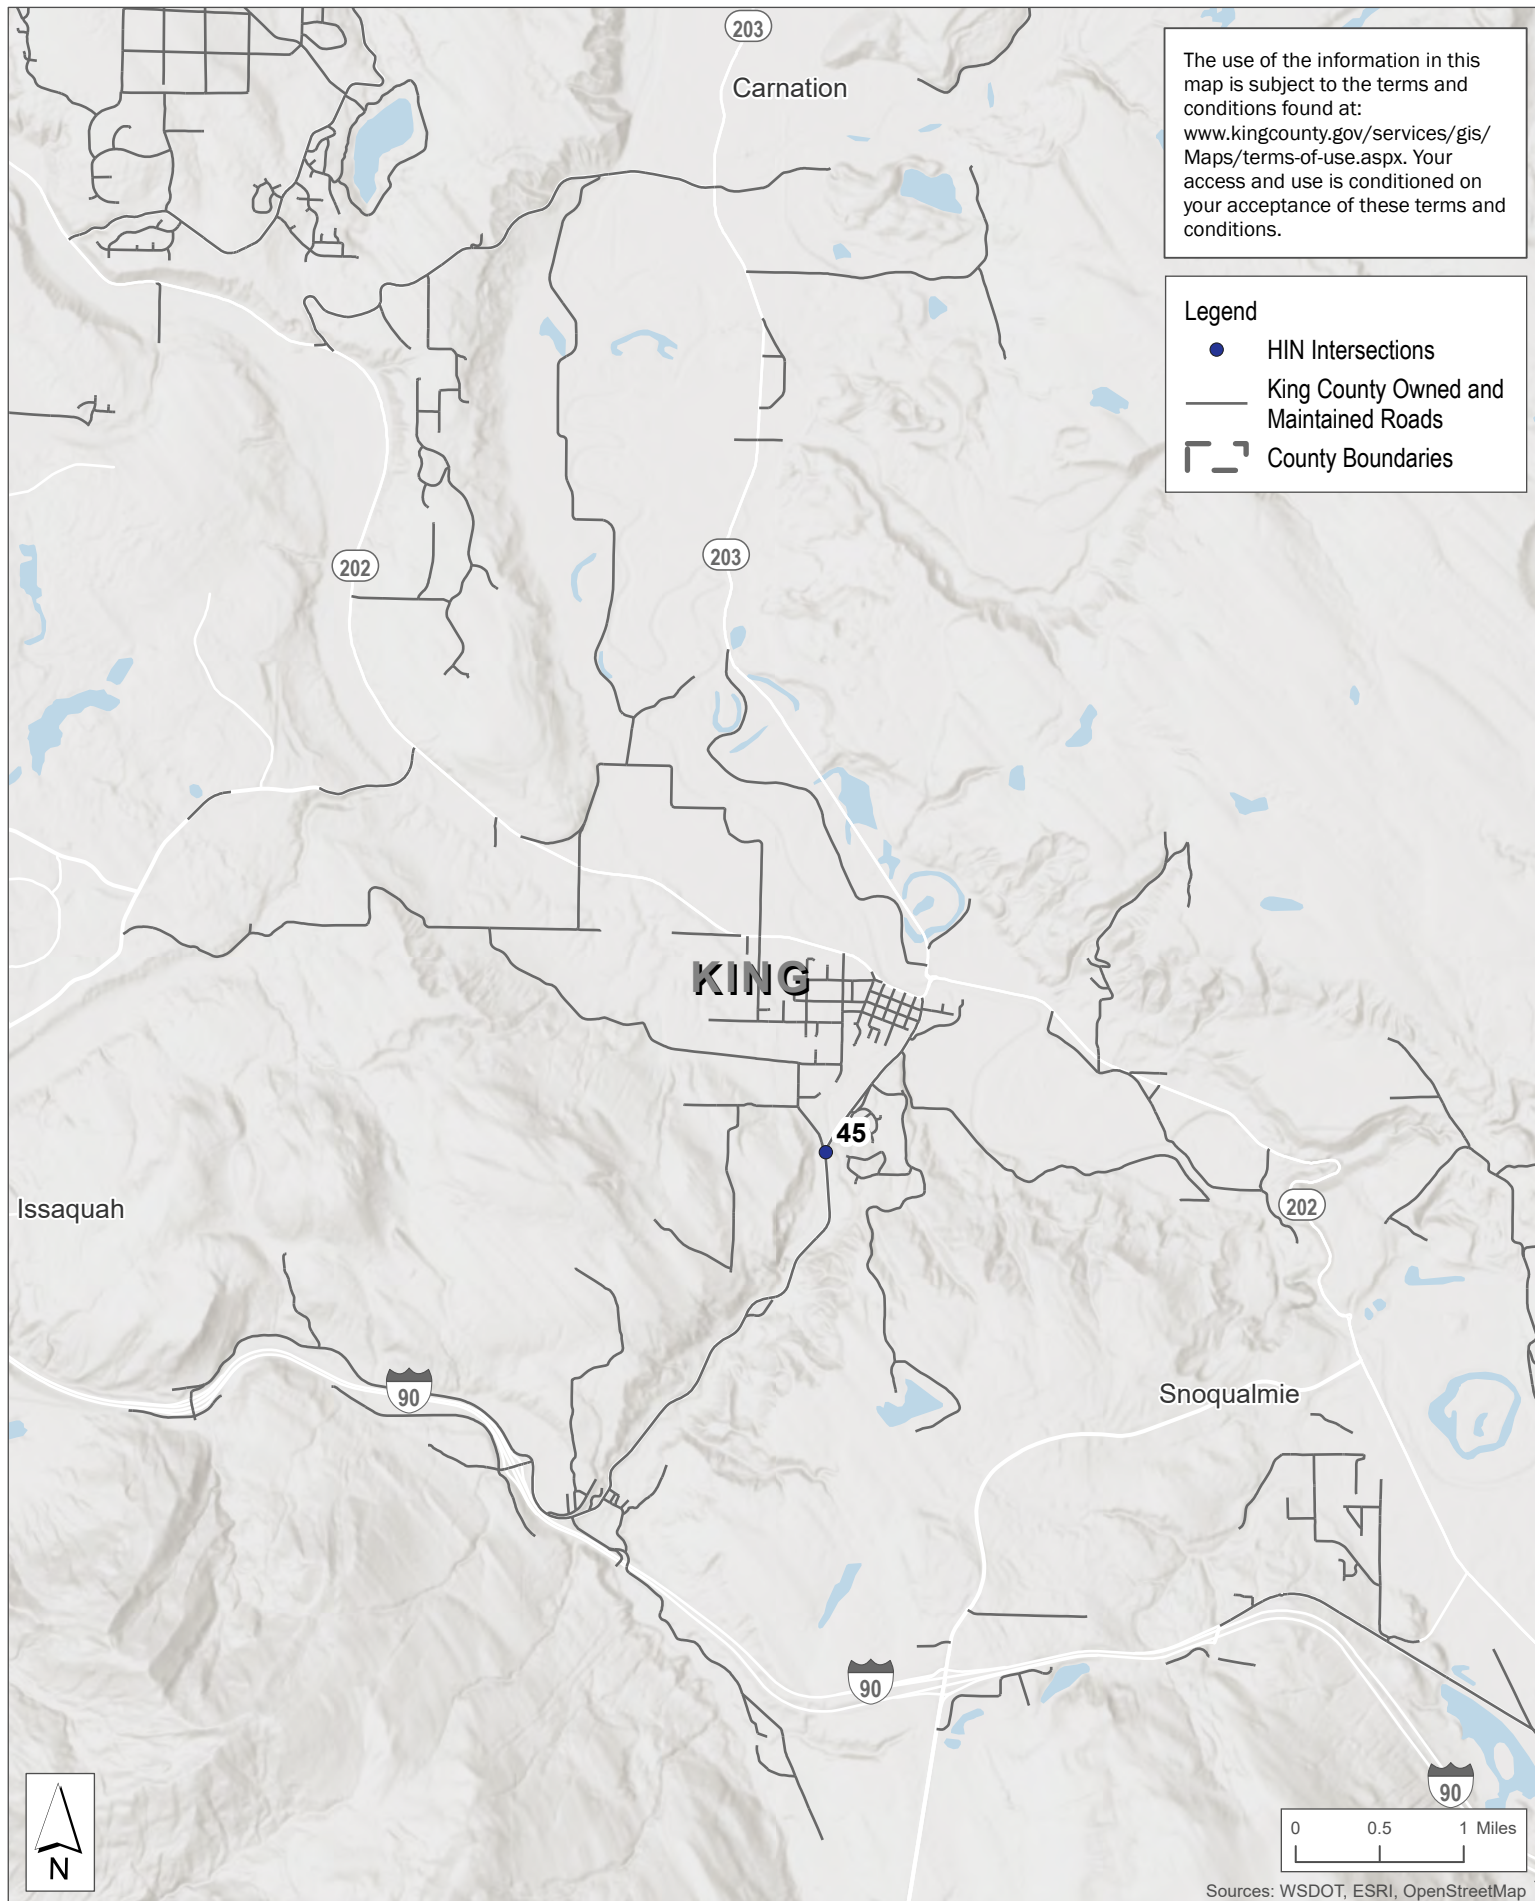 203
Carnation
The use of the information in this
map is subject to the terms and
conditions found at:
www.kingcounty.gov/services/gis/
Maps/terms-of-use.aspx. Your
access and use is conditioned on
your acceptance of these terms and
conditions.
Legend
HIN Intersections
King County Owned and
Maintained Roads
County Boundaries
203
202
KING
45
Issaquah
202
90
Snoqualmie
90
90
N
0 0.5 1 Miles
Sources: WSDOT, ESRI, OpenStreetMap